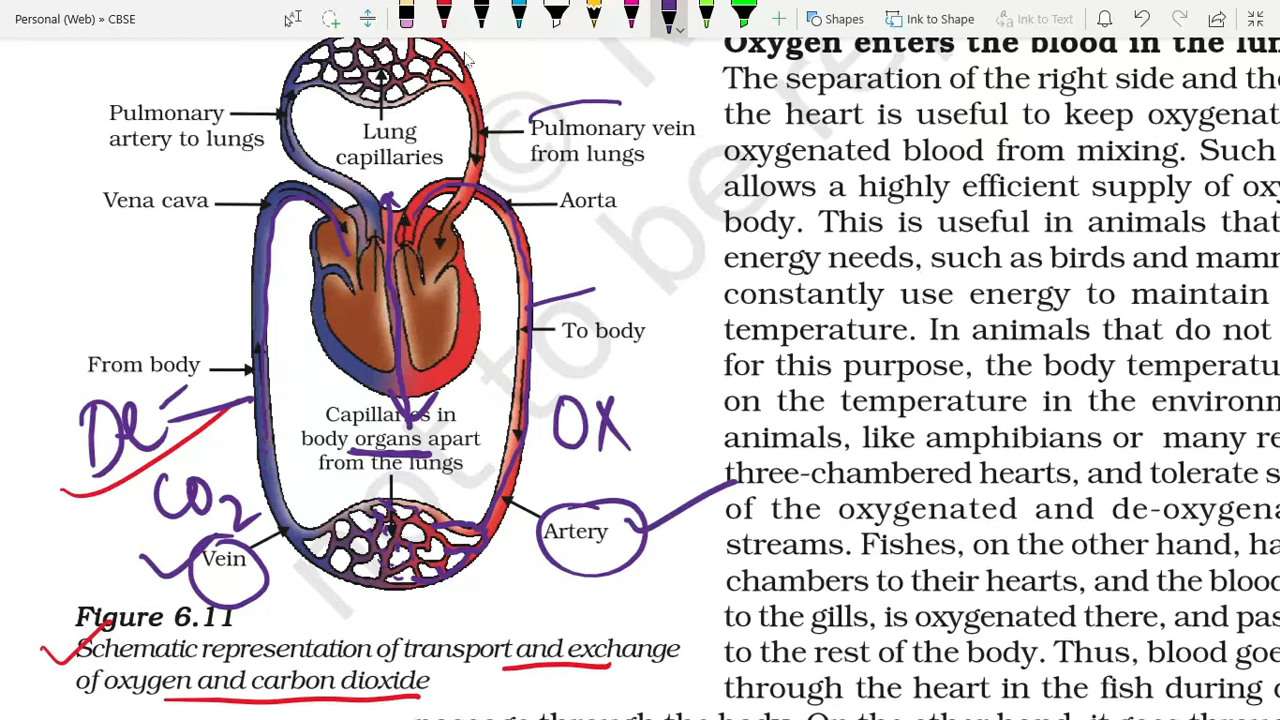 Personal (Web) » CBSE
Shapes
Ink to Shape
Ink to Text
Pulmonary
artery to lungs
Lung
capillaries
Pulmonary vein
from lungs
Vena cava
Aorta
To body
From body
Capillaries in
body organs apart
from the lungs
De
OX
CO2
Vein
Artery
Figure 6.11
Schematic representation of transport and exchange
of oxygen and carbon dioxide
Oxygen enters the blood in the lun
The separation of the right side and the
the heart is useful to keep oxygenat
oxygenated blood from mixing. Such
allows a highly efficient supply of oxy
body. This is useful in animals that
energy needs, such as birds and mamm
constantly use energy to maintain
temperature. In animals that do not
for this purpose, the body temperatu
on the temperature in the environm
animals, like amphibians or many re
three-chambered hearts, and tolerate s
of the oxygenated and de-oxygena
streams. Fishes, on the other hand, ha
chambers to their hearts, and the blood
to the gills, is oxygenated there, and pas
to the rest of the body. Thus, blood goe
through the heart in the fish during o